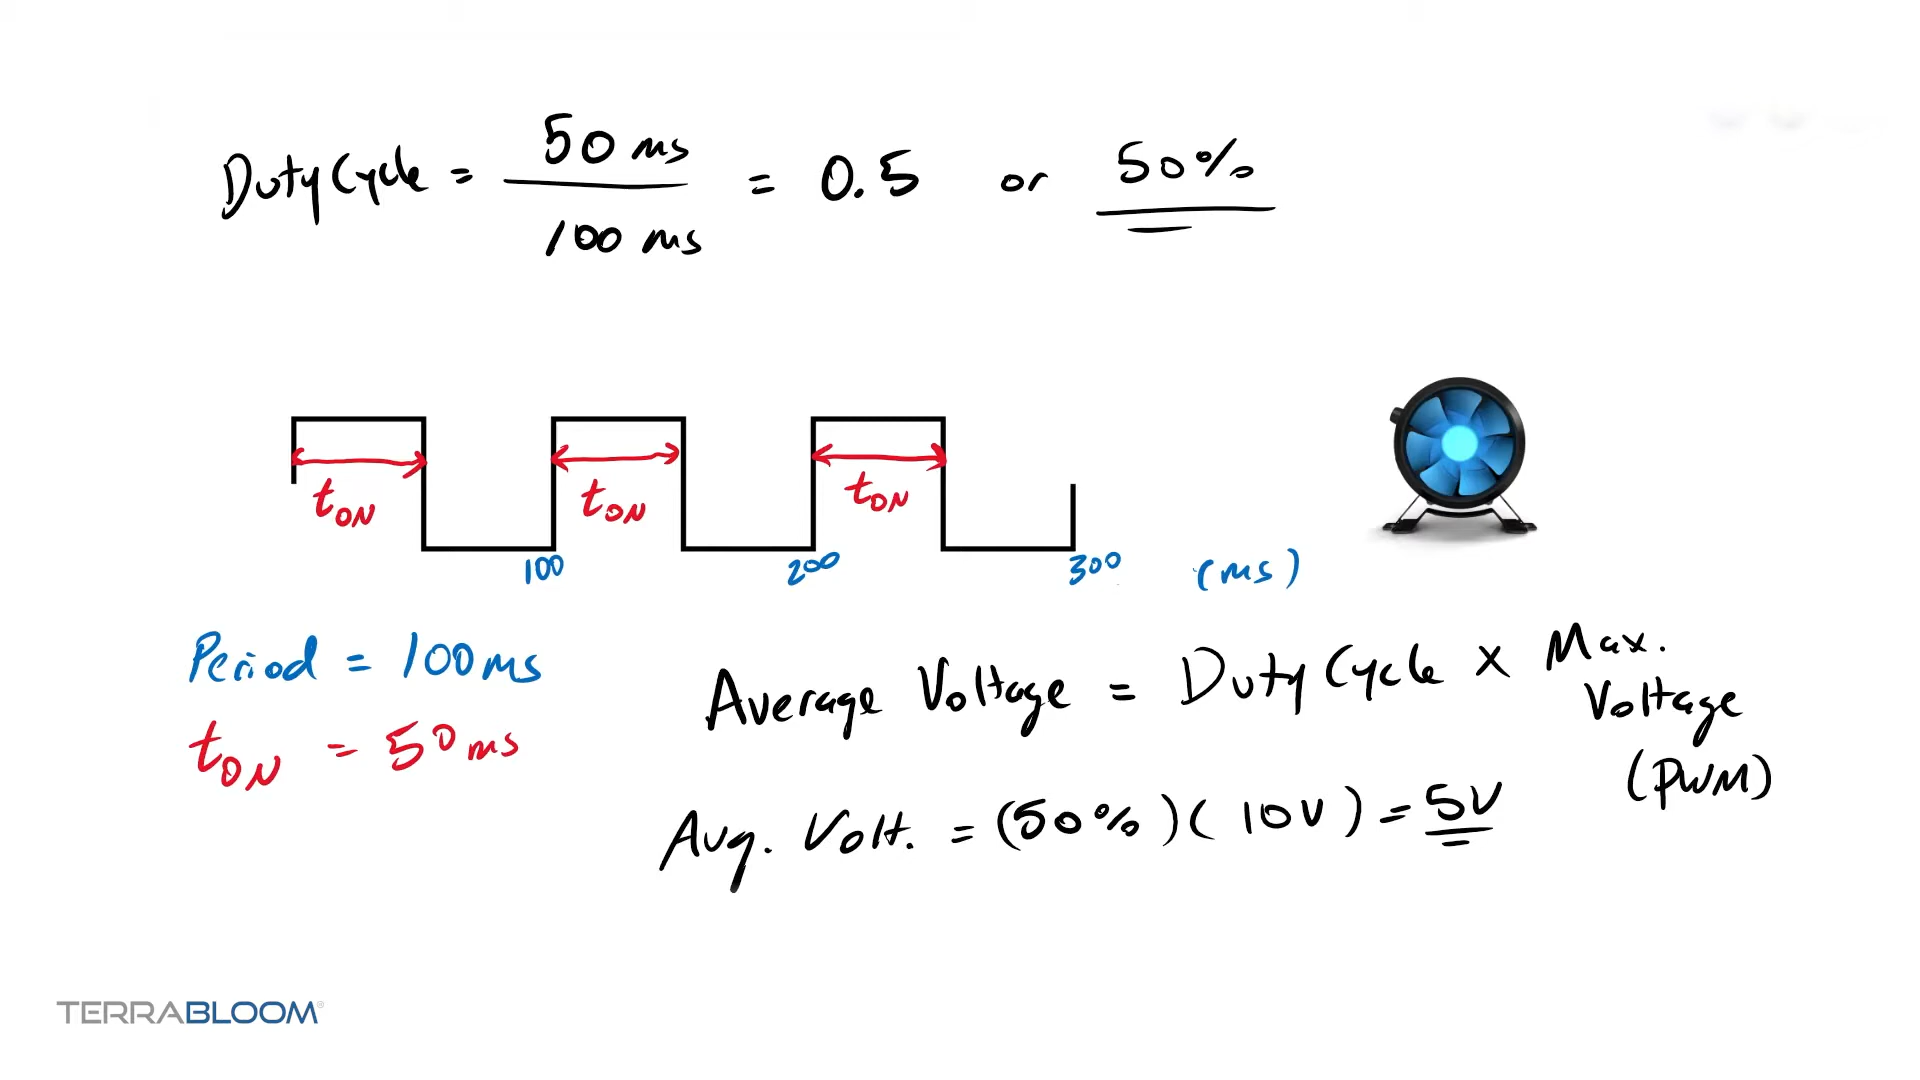 Duty Cycle = 50 ms / 100 ms = 0.5 or 50%
tON tON tON
100 200 300 (ms)
Period = 100ms
tON = 50ms
Average Voltage = Duty Cycle x Max. Voltage (PWM)
Avg. Volt. = (50%)(10V) = 5V
TERRABLOOM®